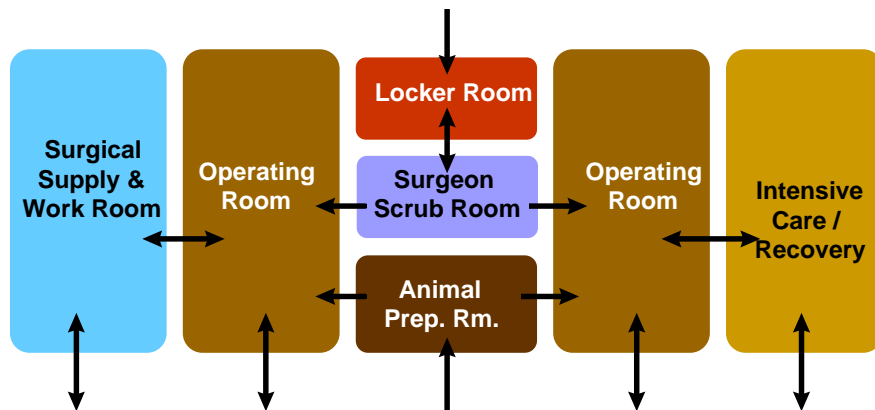 Surgical
Supply &
Work Room
Operating
Room
Locker Room
Surgeon
Scrub Room
Animal
Prep. Rm.
Operating
Room
Intensive
Care /
Recovery